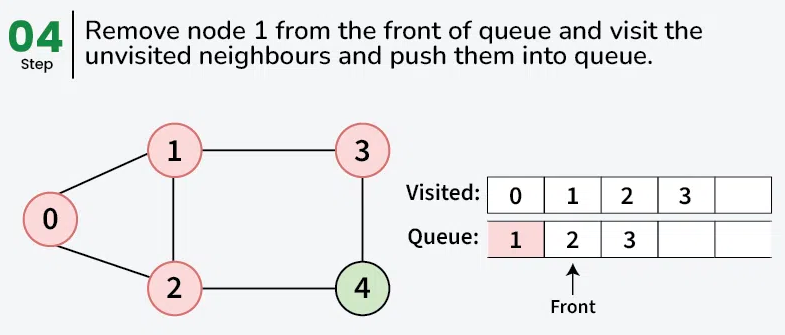 04
Step
Remove node 1 from the front of queue and visit the
unvisited neighbours and push them into queue.
1
3
0
2
4
Visited: 0 1 2 3
Queue: 1 2 3
Front